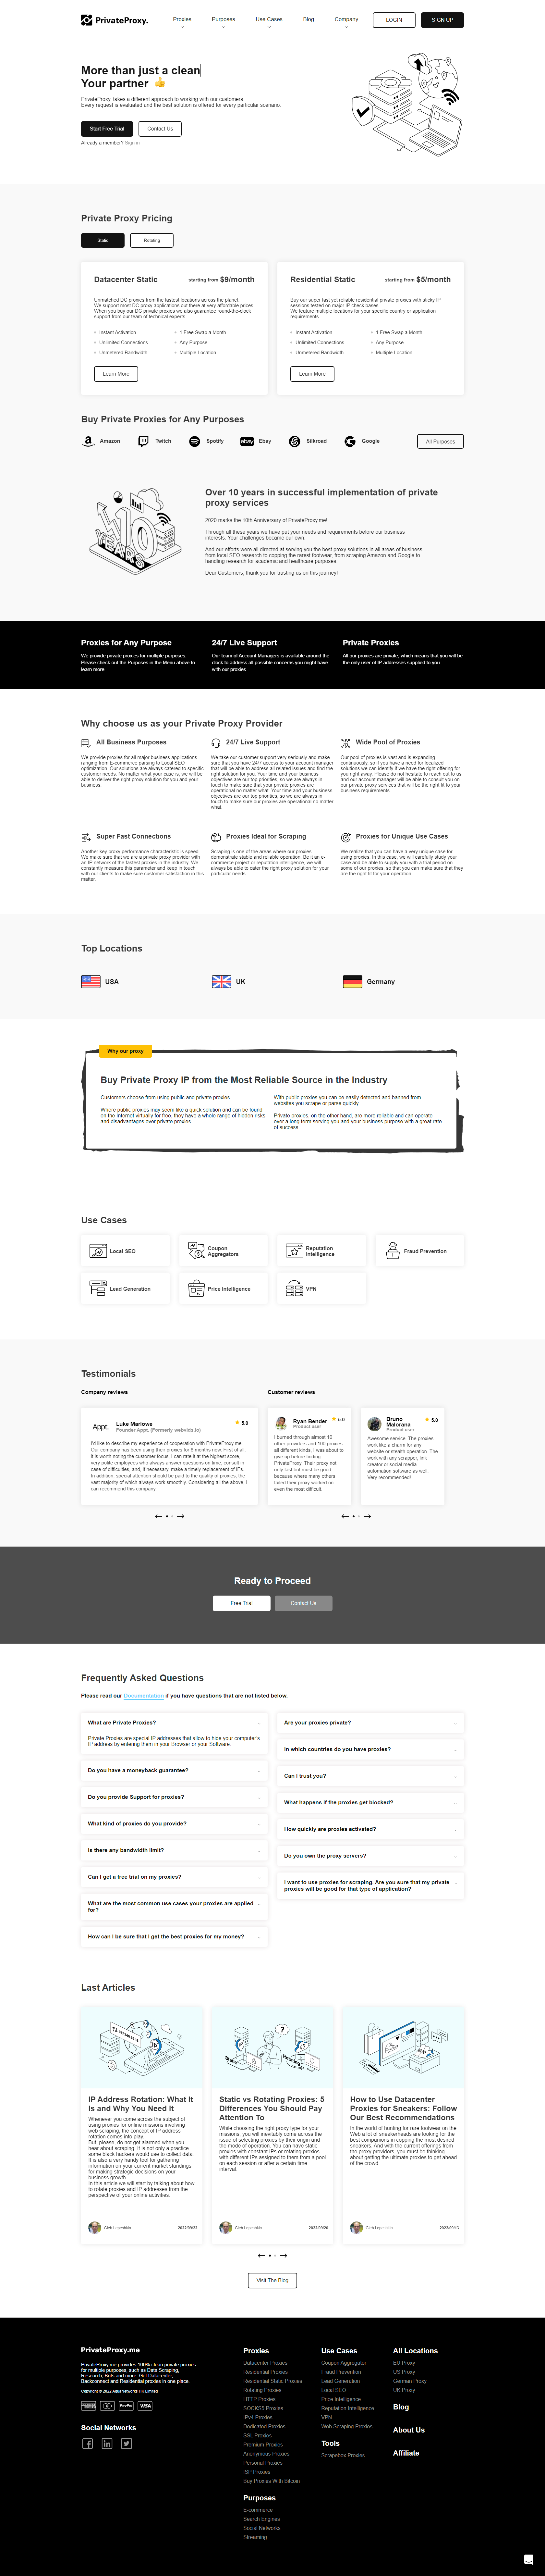 PrivateProxy.
Proxies
Purposes
Use Cases
Blog
Company
LOGIN
SIGN UP
More than just a clean
Your partner
PrivateProxy takes a different approach to working with our customers.
Every request is evaluated and the best solution is offered for every particular scenario.
Start Free Trial
Contact Us
Already a member? Sign in
Private Proxy Pricing
Static
Rotating
Datacenter Static
starting from $9/month
Unmatched DC proxies from the fastest locations across the planet.
We support most DC proxy applications out there at very affordable prices.
When you buy our DC private proxies we also guarantee round-the-clock
support from our team of technical experts.
Instant Activation
1 Free Swap a Month
Unlimited Connections
Any Purpose
Unmetered Bandwidth
Multiple Location
Learn More
Residential Static
starting from $5/month
Buy our super fast yet reliable residential private proxies with sticky IP
sessions tested on major IP check bases.
We feature multiple locations for your specific country or application
requirements.
Instant Activation
1 Free Swap a Month
Unlimited Connections
Any Purpose
Unmetered Bandwidth
Multiple Location
Learn More
Buy Private Proxies for Any Purposes
Amazon
Twitch
Spotify
Ebay
Silkroad
Google
All Purposes
Over 10 years in successful implementation of private
proxy services
2020 marks the 10th Anniversary of PrivateProxy.me!
Through all these years we have put your needs and requirements before our business
interests. Your challenges became our own.
And our efforts were all directed at serving you the best proxy solutions in all areas of business
from local SEO research to copping the rarest footwear, from scraping Amazon and Google to
handling research for academic and healthcare purposes.
Dear Customers, thank you for trusting us on this journey!
Proxies for Any Purpose
We provide proxies for multiple purposes.
Please check out the Purposes in the Menu above to
learn more.
24/7 Live Support
Our team of Account Managers is available around the
clock to address all possible concerns you might have
with our proxies.
Private Proxies
All our proxies are private, which means that you will be
the only user of IP addresses supplied to you.
Why choose us as your Private Proxy Provider
All Business Purposes
We provide proxies for all major business applications
ranging from E-commerce parsing to Local SEO
optimization. Our solutions are always catered to specific
customer needs. No matter what your case is, we will be
able to define the right proxy solution for you and your
business.
24/7 Live Support
We take our customer support very seriously and make
sure that you have 24/7 access to your account manager
that will be able to address all related issues and find the
right solution for you. Your time and your business
objectives are our top priorities, so we are always in
touch to make sure that your private proxies are
operational no matter what. Your time and your business
objectives are our top priorities, so we are always in
touch to make sure our proxies are operational no matter
what.
Wide Pool of Proxies
Our pool of proxies is vast and is expanding
continuously, so if you have a need for localized
solutions we can identify if we have the right offering for
you right away. Please do not hesitate to reach out to us
and our account manager will be able confirm details of
our private proxy services that will be the right fit to your
business requirements.
Super Fast Connections
Another key performance characteristic is speed.
We make sure that we are a private proxy provider with
an IP network of the fastest proxies in the industry. We
constantly measure this parameter and keep in touch
with our clients to make sure customer satisfaction in this
matter.
Proxies Ideal for Scraping
Scraping is one of the areas where our proxies
demonstrate stable and reliable operation. Be it an e-
commerce parsing or reputation intelligence, we will
always be able to cater the right proxy solution for your
particular needs.
Proxies for Unique Use Cases
We realize that you can have a very unique case for
using proxies. In this case, we will carefully study your
case and be able to assign to you a trial with one or
some of our proxies, so that you can make sure that they
are the right fit for your operation.
Top Locations
USA
UK
Germany
Why our proxy
Buy Private Proxy IP from the Most Reliable Source in the Industry
Customers choose from using public and private proxies.
Where public proxies may seem like a quick solution and can be found
on the Internet virtually for free, they have a whole range of hidden risks
and disadvantages over private proxies.
With public proxies you can be easily detected and banned from
websites you scrape or parse quickly.
Private proxies, on the other hand, are more reliable and can operate
over a long term serving you and your business purpose with a great rate
of success.
Use Cases
Local SEO
Coupon
Aggregators
Reputation
Intelligence
Fraud Prevention
Lead Generation
Price Intelligence
VPN
Testimonials
Company reviews
Appt.
Luke Marlowe
Founder Appt. (Formerly webvids.io)
5.0
I'd like to describe my experience of cooperation with PrivateProxy.me.
This company has been using their proxies for 8 months now. First of all,
it is worth noting the customer focus of customer, I can rate it at the highest score,
very polite employees who always answer questions on time, consult in
case of difficulties, and, if necessary, make a timely replacement of IPs.
In addition, special attention should be paid to the quality of proxies, the
vast majority of which always work smoothly. Considering all the above, I
can recommend this company
Customer reviews
Ryan Bender
Product user
5.0
I burned through almost 10
other providers and 100 proxies
all different kinds, I was about to
give up before finding
PrivateProxy. Their proxy not
only fast but must be good
because where many others
failed their proxy worked on
even the most difficult
Bruno
Maiorana
Product user
5.0
Awesome service. The proxies
work like a charm for any
website or stealth operation. The
work with any scrapper, link
creator or social media
automation software as well!
Very recommended!
Ready to Proceed
Free Trial
Contact Us
Frequently Asked Questions
Please read our Documentation if you have questions that are not listed below.
What are Private Proxies?
Private Proxies are special IP addresses that allow to hide your computer's
IP address by entering them in your Browser or your Software.
Do you have a moneyback guarantee?
Do you provide Support for proxies?
What kind of proxies do you provide?
Is there any bandwidth limit?
Can I get a free trial on my proxies?
What are the most common use cases your proxies are applied
for?
How can I be sure that I get the best proxies for my money?
Are your proxies private?
In which countries do you have proxies?
Can I trust you?
What happens if the proxies get blocked?
How quickly are proxies activated?
Do you own the proxy servers?
I want to use proxies for scraping. Are you sure that my private
proxies will be good for that type of application?
Last Articles
IP Address Rotation: What It
Is and Why You Need It
Whenever you come across the subject of
using proxies for online missions involving
web scraping, the concept of IP address
rotation comes into play.
But, please, do not get alarmed when you
hear about scraping. It is not only a practice
some black hackers would use to collect data.
It is also a very handy tool for gathering
information on your current market standings
for making strategic decisions on your
business growth.
In this article we will start by talking about how
to rotate proxies and IP addresses from the
perspective of your online activities.
2022/09/22
Static vs Rotating Proxies: 5
Differences You Should Pay
Attention To
While choosing the right proxy type for your
missions, you will inevitably come across the
issue of selecting proxies by their origin and
the mode of operation. You can have static
proxies with constant IPs or rotating proxies
with different IPs assigned to them from a pool
on each session or after a certain time
interval.
2022/09/20
How to Use Datacenter
Proxies for Sneakers: Follow
Our Best Recommendations
in the world of hunting for rare footwear on the
Web a lot of sneakerheads are looking for the
best proxies for copping the most desired
sneakers. And with the current offerings from
the proxy providers, you must be thinking
about getting the ultimate proxies to get ahead
of the crowd.
2022/09/13
Visit The Blog
PrivateProxy.me
PrivateProxy.me provides 100% clean private proxies
for multiple purposes, such as Data Scraping,
Research, Bots and more. Get Datacenter,
Backconnect and Residential proxies in one place.
Copyright © 2022 AquaNetworks HK Limited
PayPal
VISA
Social Networks
Proxies
Datacenter Proxies
Residential Proxies
Residential Static Proxies
Rotating Proxies
HTTP Proxies
SOCKS5 Proxies
IPv4 Proxies
Dedicated Proxies
SSL Proxies
Premium Proxies
Anonymous Proxies
Personal Proxies
ISP Proxies
Buy Proxies With Bitcoin
Purposes
E-commerce
Search Engines
Social Networks
Streaming
Use Cases
Coupon Aggregator
Fraud Prevention
Lead Generation
Local SEO
Price Intelligence
Reputation Intelligence
VPN
Web Scraping Proxies
Tools
Scrapebox Proxies
All Locations
EU Proxy
US Proxy
German Proxy
UK Proxy
Blog
About Us
Affiliate